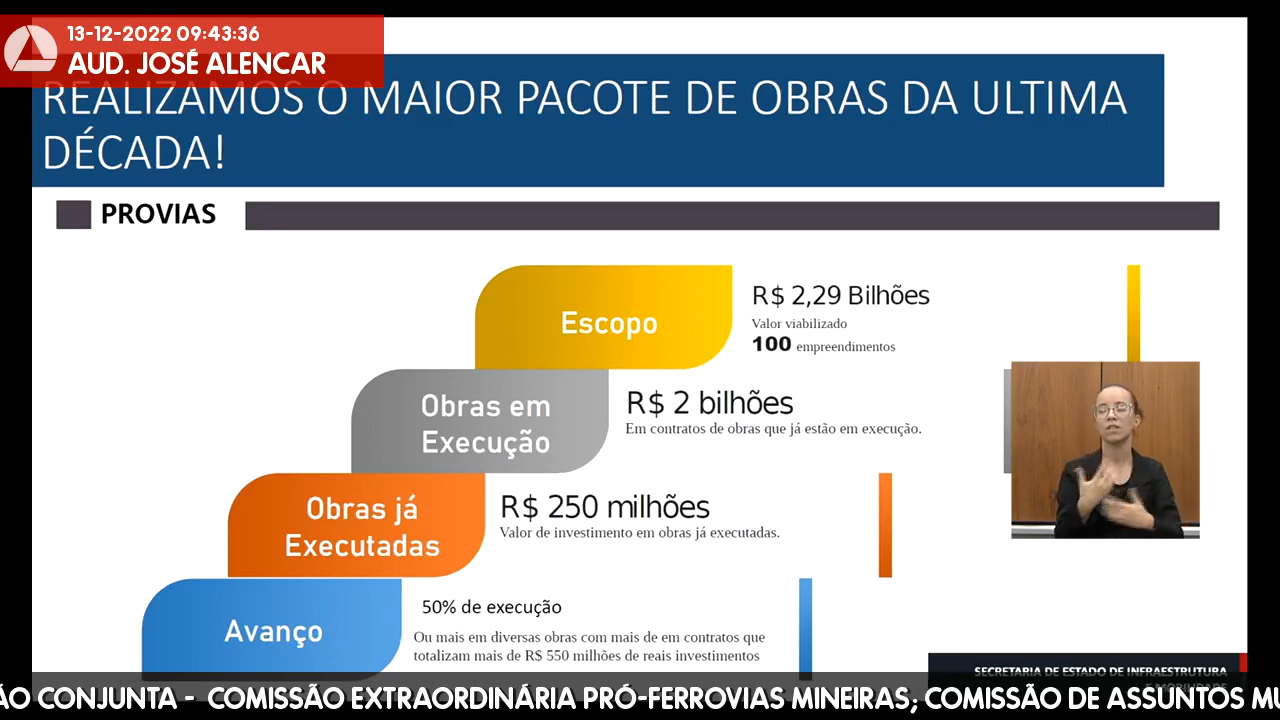 13-12-2022 09:43:36
AUD. JOSÉ ALENCAR
REALIZAMOS O MAIOR PACOTE DE OBRAS DA ULTIMA
DÉCADA!
PROVIAS
Escopo
R$ 2,29 Bilhões
Valor viabilizado
100 empreendimentos
Obras em
Execução
R$ 2 bilhões
Em contratos de obras que já estão em execução.
Obras já
Executadas
R$ 250 milhões
Valor de investimento em obras já executadas.
Avanço
50% de execução
Ou mais em diversas obras com mais de em contratos que
totalizam mais de R$ 550 milhões de reais investimentos
SECRETARIA DE ESTADO DE INFRAESTRUTURA
E MOBILIDADE
ÃO CONJUNTA - COMISSÃO EXTRAORDINÁRIA PRÓ-FERROVIAS MINEIRAS; COMISSÃO DE ASSUNTOS MU